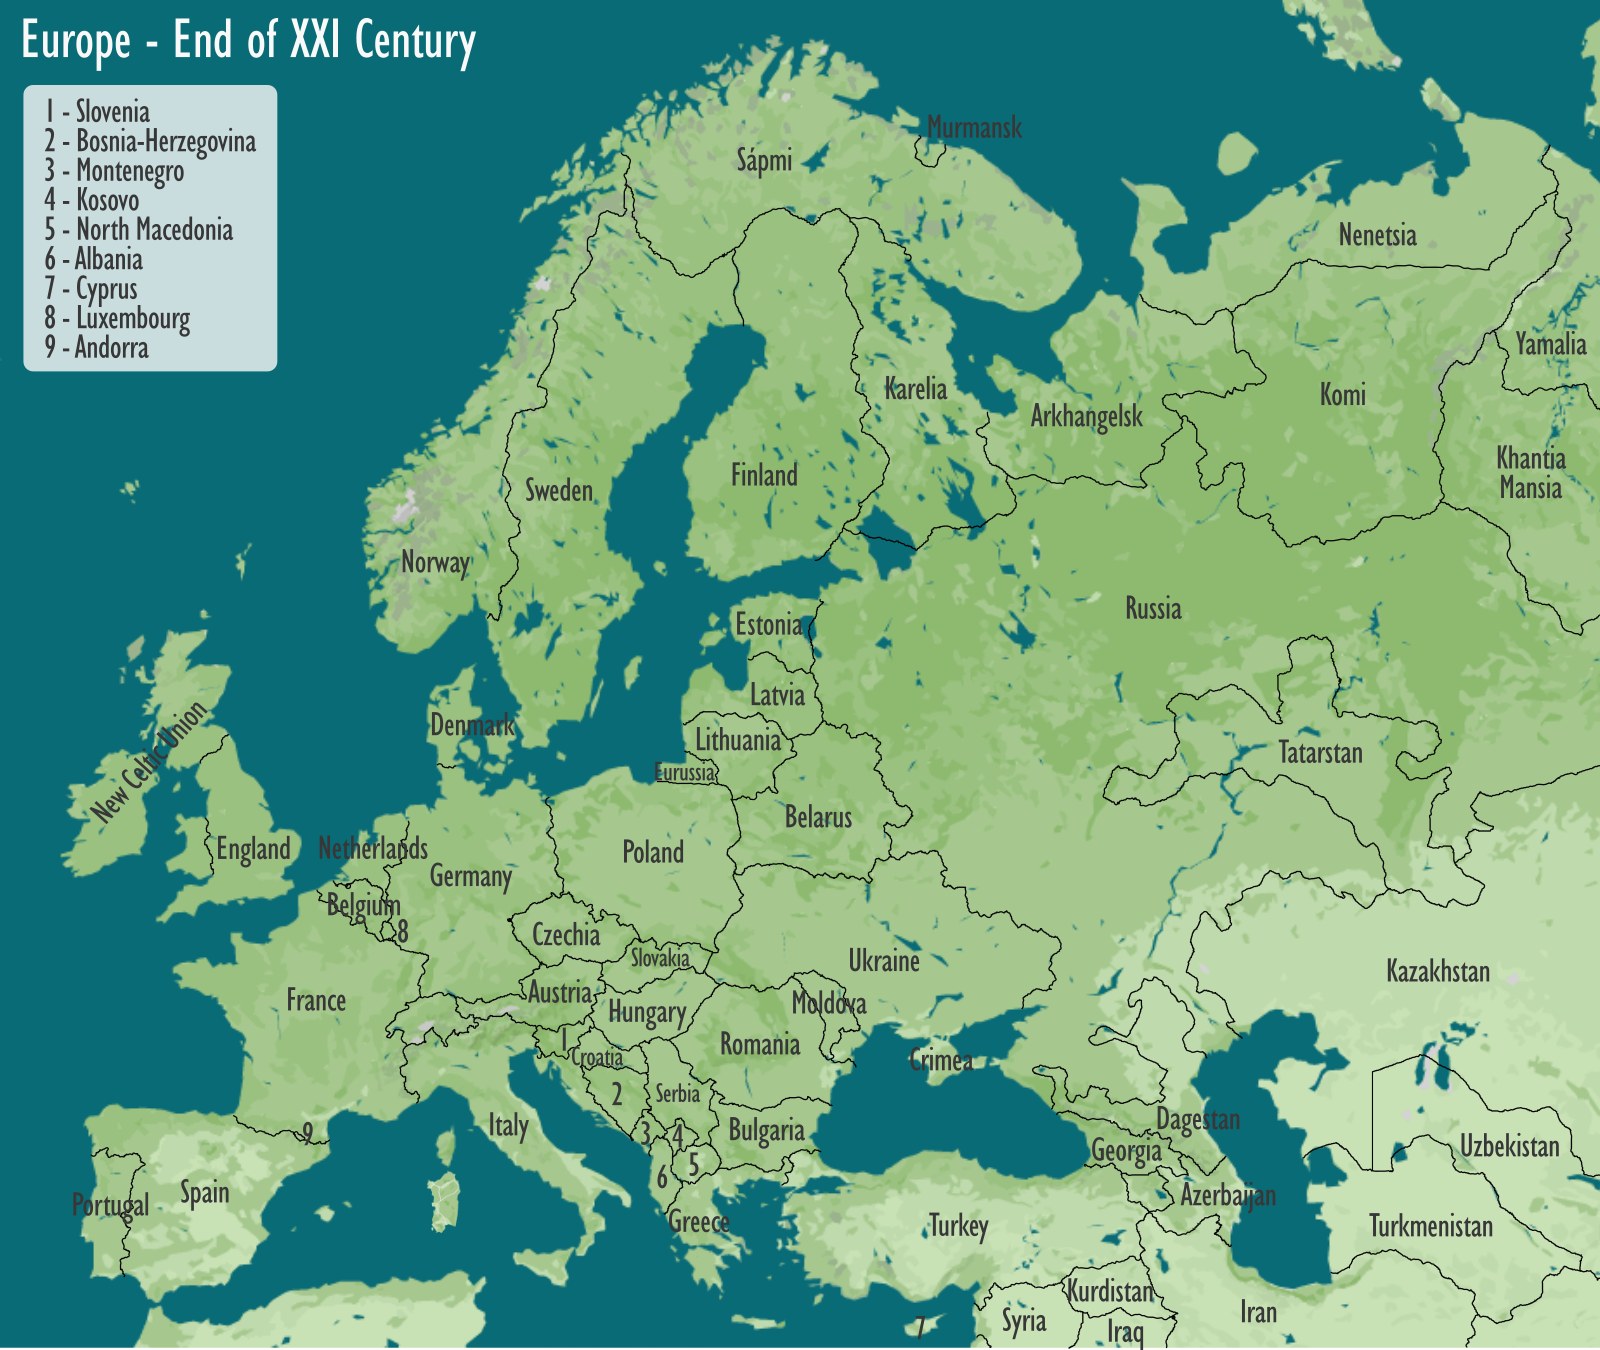 Europe - End of XXI Century
1 - Slovenia
2 - Bosnia-Herzegovina
3 - Montenegro
4 - Kosovo
5 - North Macedonia
6 - Albania
7 - Cyprus
8 - Luxembourg
9 - Andorra
Murmansk
Sápmi
Nenetsia
Yamalia
Karelia
Komi
Arkhangelsk
Khantia
Mansia
Finland
Sweden
Norway
Russia
Estonia
Latvia
Denmark
Lithuania
New Celtic Union
Tatarstan
Eurussia
Belarus
England
Netherlands
Poland
Germany
Belgium
8
Czechia
Slovakia
Ukraine
Kazakhstan
France
Austria
Hungary
Moldova
Romania
1
Croatia
Crimea
2
Serbia
Dagestan
Italy
9
3
4
Bulgaria
Georgia
Uzbekistan
5
6
Spain
Portugal
Azerbaijan
Greece
Turkey
Turkmenistan
Kurdistan
Iran
Syria
7
Iraq